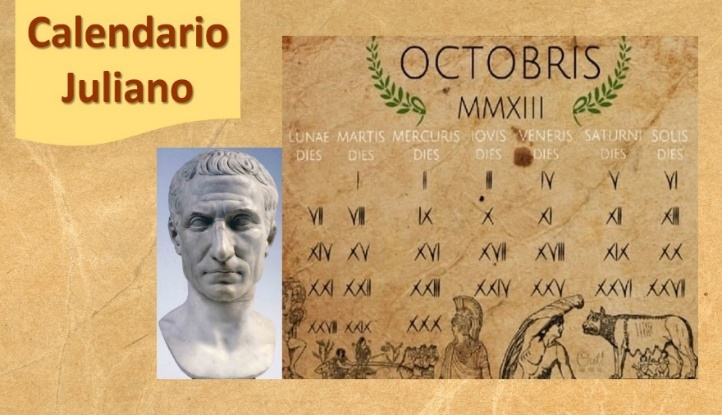 Calendario
Juliano
OCTOBRIS
MMXIII
LUNAE MARTIS MERCURIS IOVIS VENERIS SATURNI SOLIS
DIES DIES DIES DIES DIES DIES DIES
I II III IV V VI
VII VIII IX X XI XII XIII
XIV XV XVI XVII XVIII XIX XX
XXI XXII XXIII XXIV XXV XXVI XXVII
XXVIII XXIX XXX